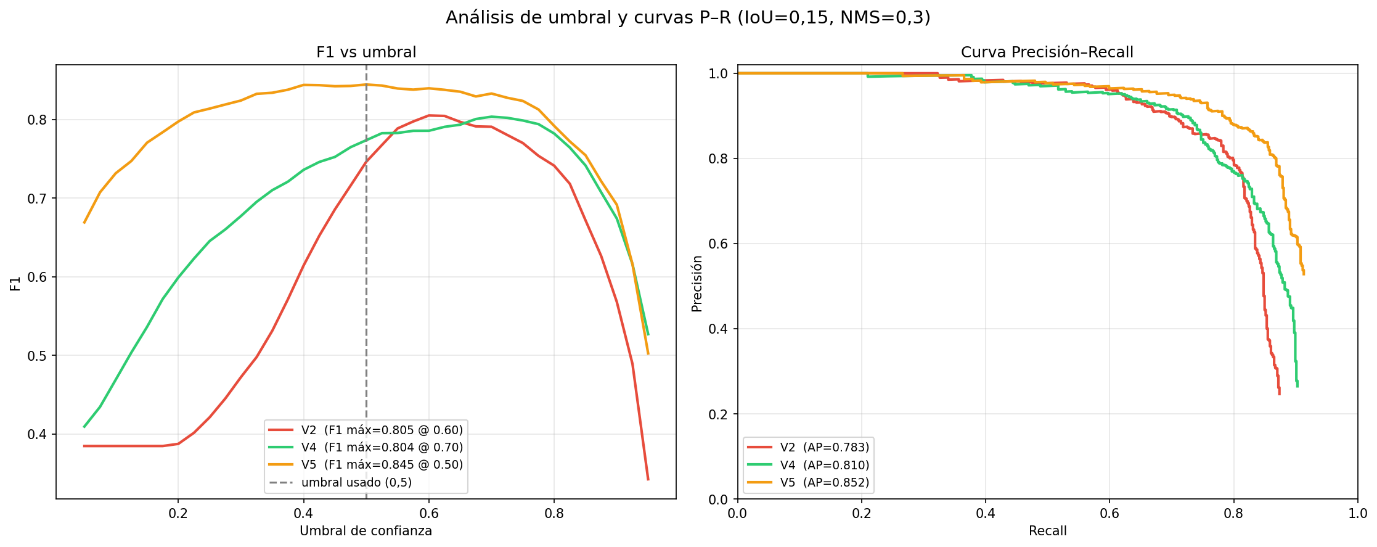 Análisis de umbral y curvas P–R (IoU=0,15, NMS=0,3)
F1 vs umbral
F1
0.8
0.7
0.6
0.5
0.4
0.2
0.4
0.6
0.8
Umbral de confianza
V2 (F1 máx=0.805 @ 0.60)
V4 (F1 máx=0.804 @ 0.70)
V5 (F1 máx=0.845 @ 0.50)
umbral usado (0,5)
Curva Precisión–Recall
Precisión
1.0
0.8
0.6
0.4
0.2
0.0
0.0
0.2
0.4
0.6
0.8
1.0
Recall
V2 (AP=0.783)
V4 (AP=0.810)
V5 (AP=0.852)